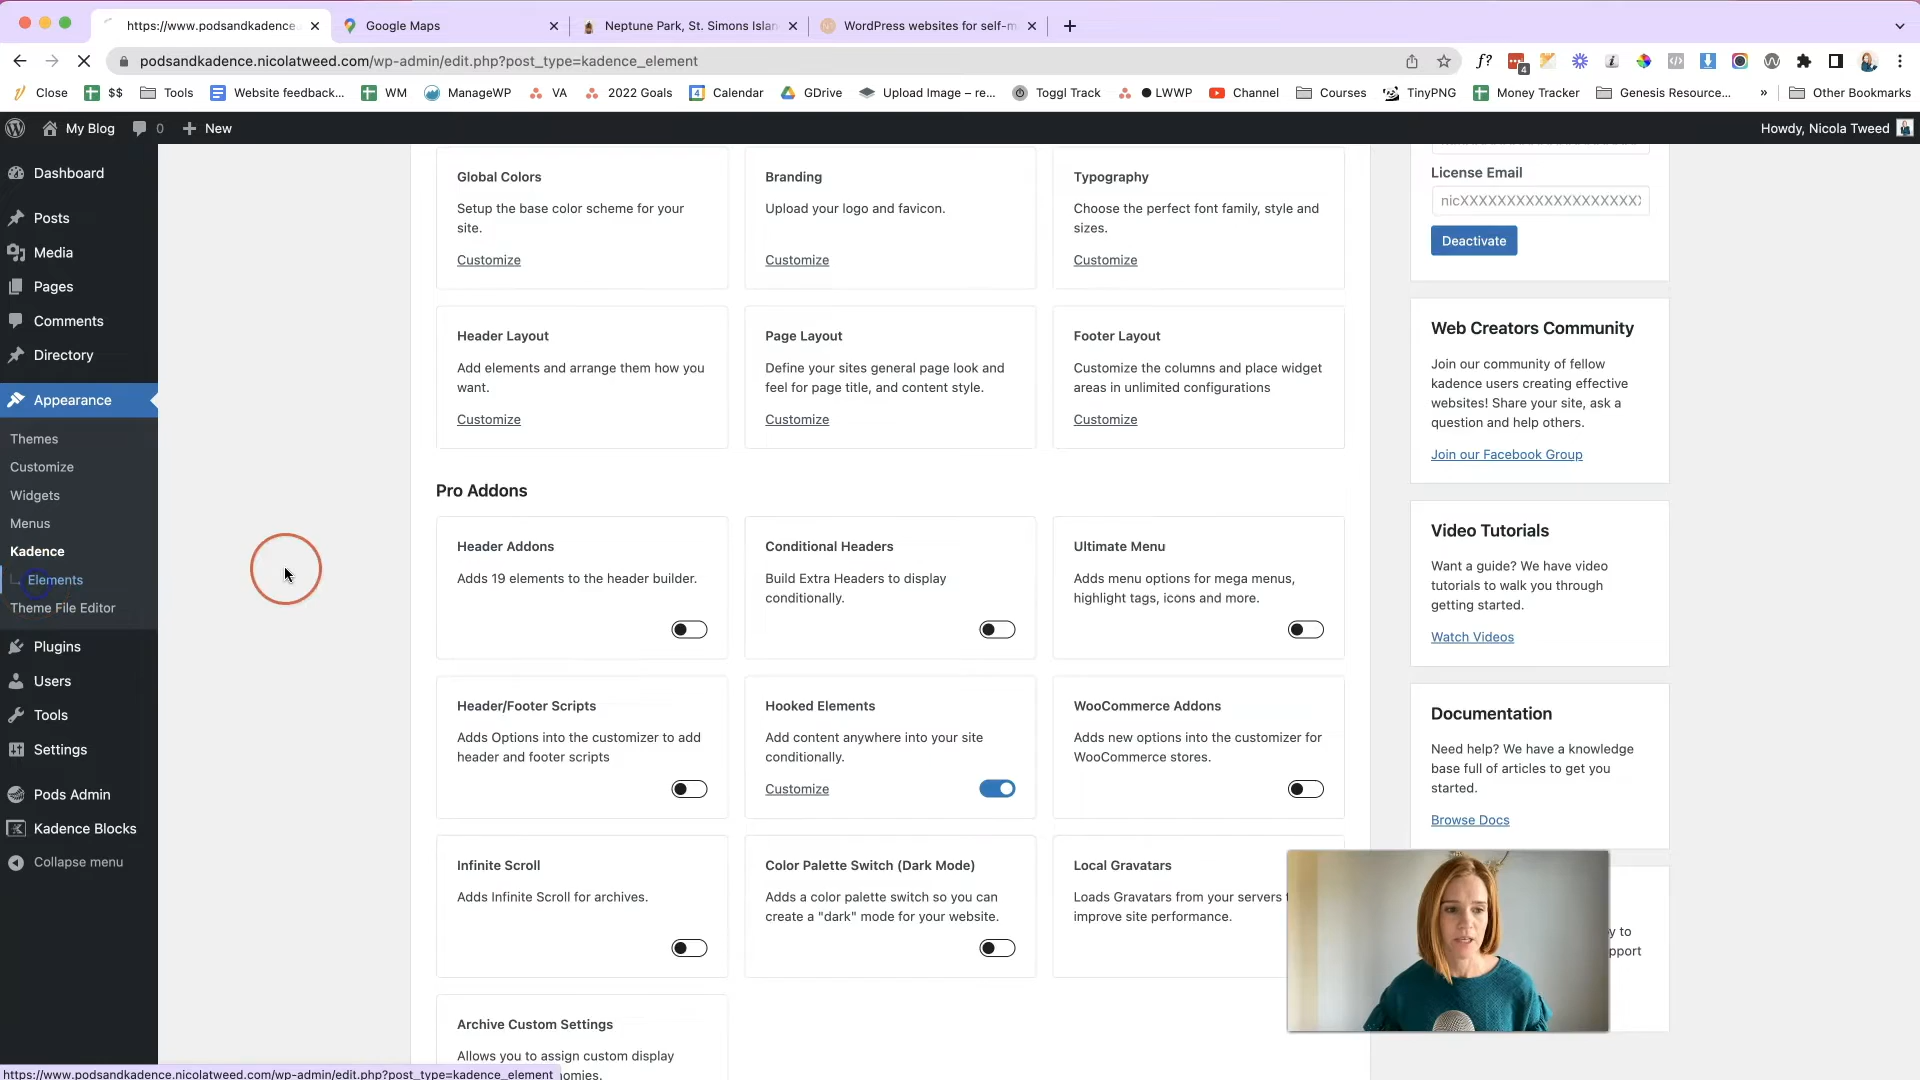 https://www.podsandkadence
Google Maps
Neptune Park, St. Simons Islan
WordPress websites for self-m
podsandkadence.nicolatweed.com/wp-admin/edit.php?post_type=kadence_element
f?
4
Close
$$
Tools
Website feedback...
WM
ManageWP
VA
2022 Goals
4
Calendar
GDrive
Upload Image – re...
Toggl Track
LWWP
Channel
Courses
TinyPNG
Money Tracker
Genesis Resource...
»
Other Bookmarks
My Blog
0
New
Howdy, Nicola Tweed
Dashboard
Posts
Media
Pages
Comments
Directory
Appearance
Themes
Customize
Widgets
Menus
Kadence
Elements
Theme File Editor
Plugins
Users
Tools
Settings
Pods Admin
Kadence Blocks
Collapse menu
Global Colors
Setup the base color scheme for your
site.
Customize
Branding
Upload your logo and favicon.
Customize
Typography
Choose the perfect font family, style and
sizes.
Customize
Header Layout
Add elements and arrange them how you
want.
Customize
Page Layout
Define your sites general page look and
feel for page title, and content style.
Customize
Footer Layout
Customize the columns and place widget
areas in unlimited configurations
Customize
Pro Addons
Header Addons
Adds 19 elements to the header builder.
Conditional Headers
Build Extra Headers to display
conditionally.
Ultimate Menu
Adds menu options for mega menus,
highlight tags, icons and more.
Header/Footer Scripts
Adds Options into the customizer to add
header and footer scripts
Hooked Elements
Add content anywhere into your site
conditionally.
Customize
WooCommerce Addons
Adds new options into the customizer for
WooCommerce stores.
Infinite Scroll
Adds Infinite Scroll for archives.
Color Palette Switch (Dark Mode)
Adds a color palette switch so you can
create a "dark" mode for your website.
Local Gravatars
Loads Gravatars from your servers
improve site performance.
Archive Custom Settings
Allows you to assign custom display
License Email
nicXXXXXXXXXXXXXXXXXXX
Deactivate
Web Creators Community
Join our community of fellow
kadence users creating effective
websites! Share your site, ask a
question and help others.
Join our Facebook Group
Video Tutorials
Want a guide? We have video
tutorials to walk you through
getting started.
Watch Videos
Documentation
Need help? We have a knowledge
base full of articles to get you
started.
Browse Docs
y to
pport
https://www.podsandkadence.nicolatweed.com/wp-admin/edit.php?post_type=kadence_element